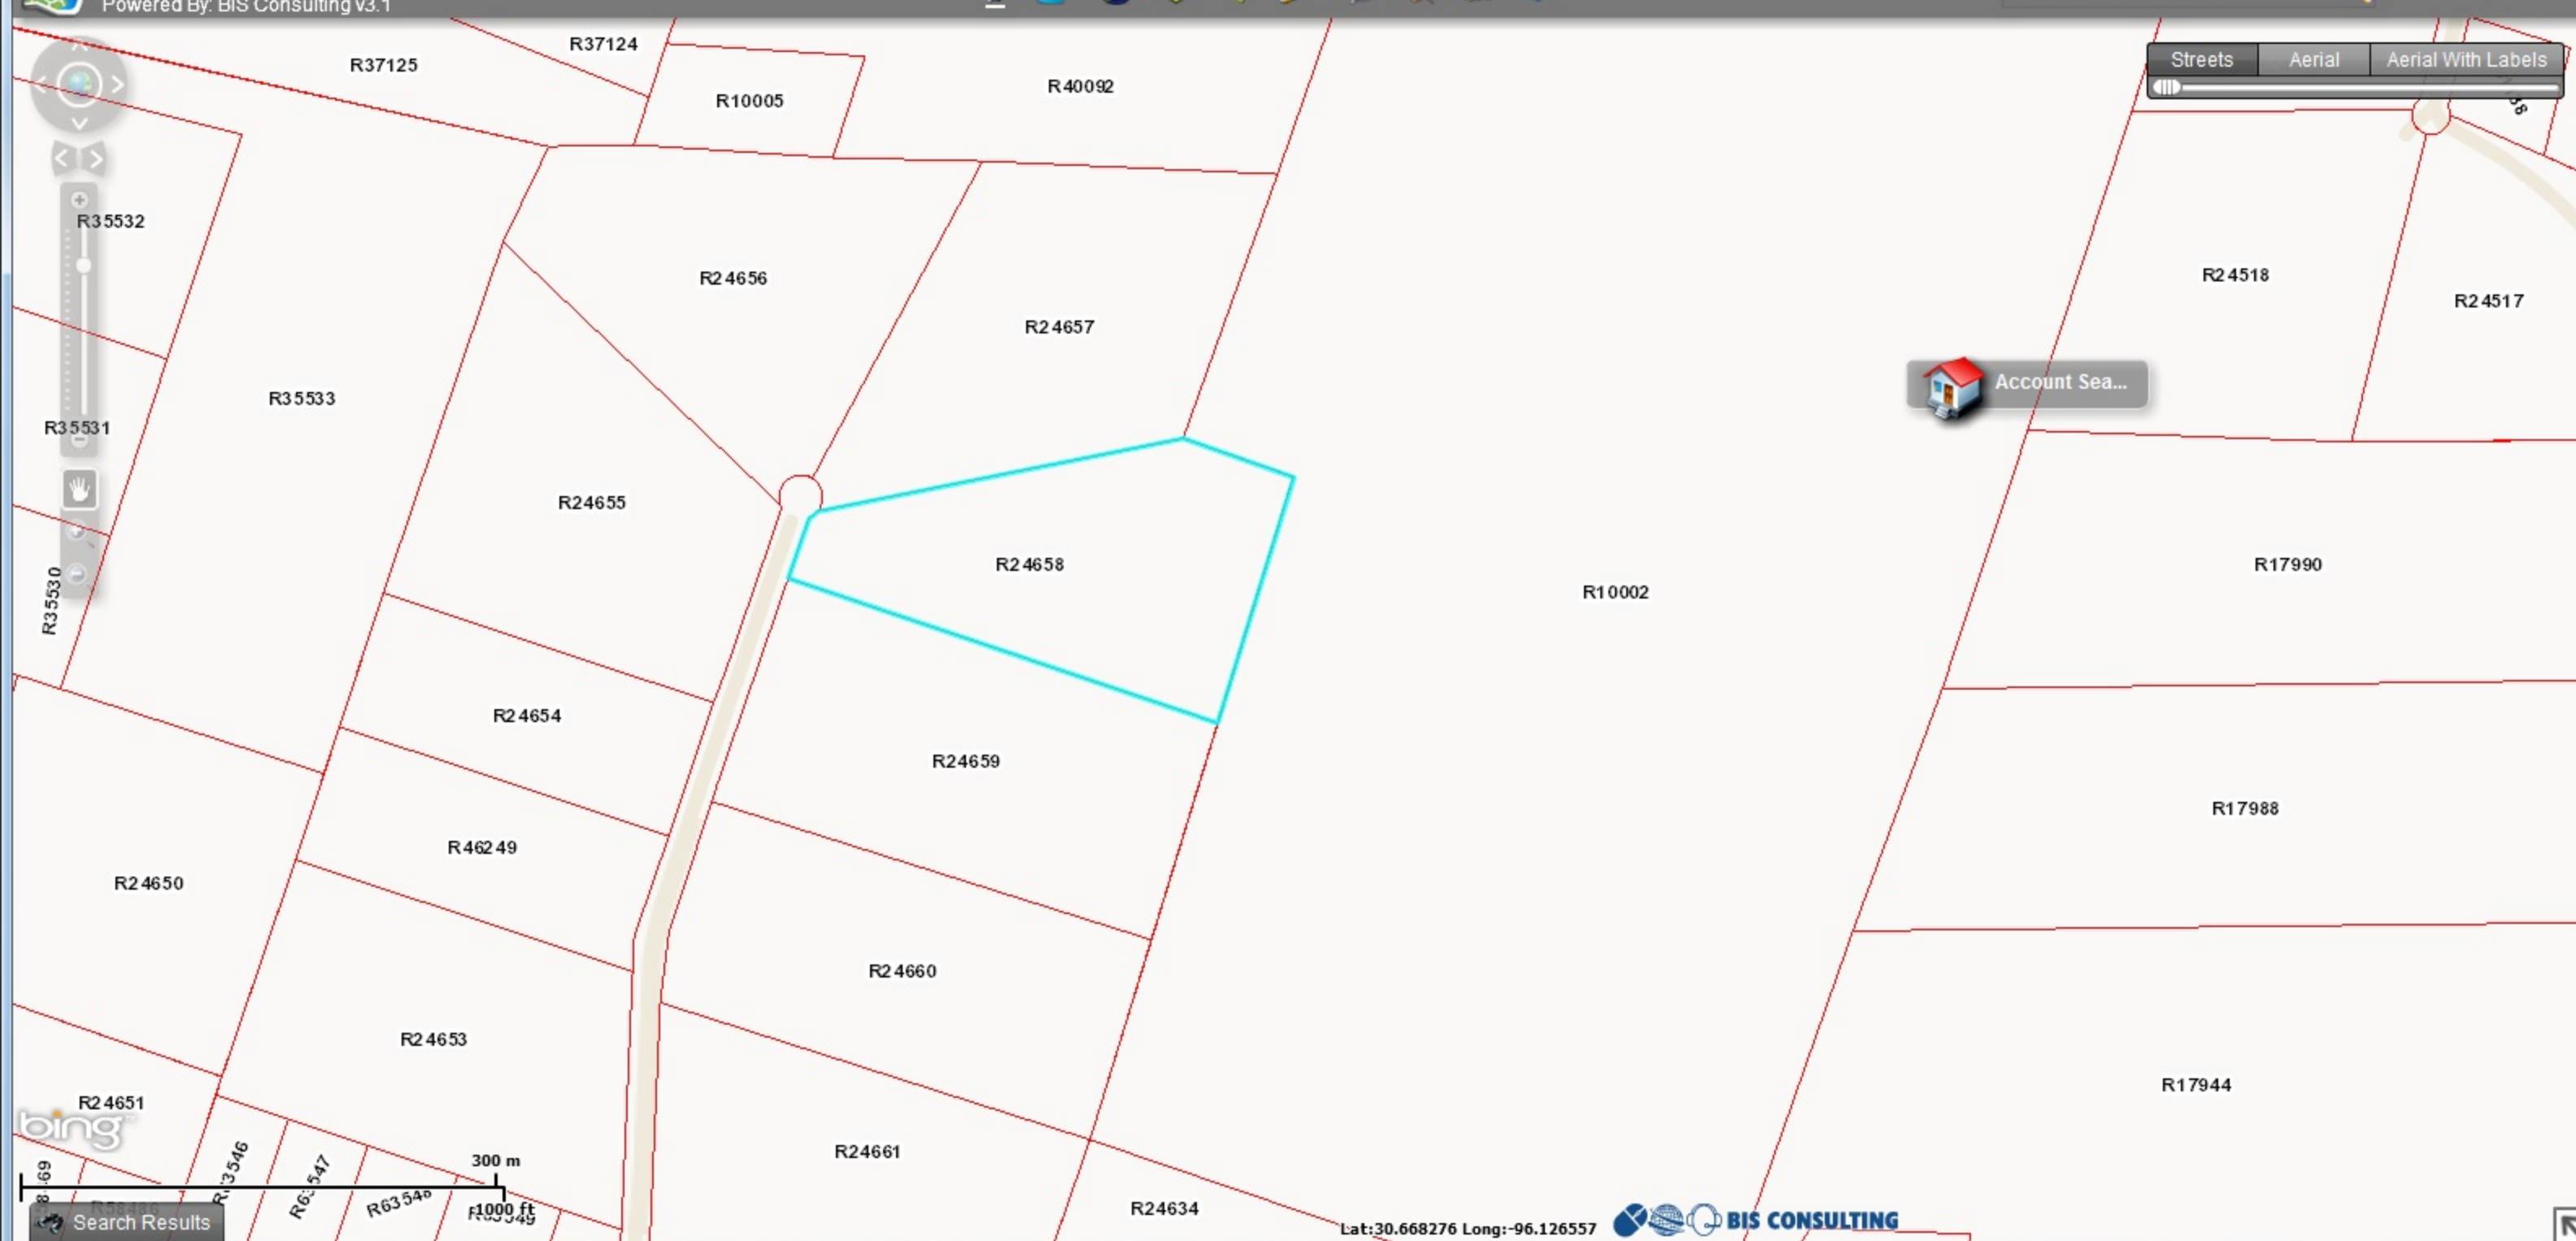 Powered By: BIS Consulting v3.1
R37124
R37125
R10005
R40092
Streets
Aerial
Aerial With Labels
R35532
R24656
R24518
R24517
R24657
Account Sea...
R35533
R35531
R24655
R24658
R10002
R17990
R35530
R24654
R24659
R17988
R46249
R24650
R24660
R24653
R17944
R24651
bing
R24661
300 m
R63548
1000 ft
R24634
Search Results
Lat:30.668276 Long:-96.126557
BIS CONSULTING